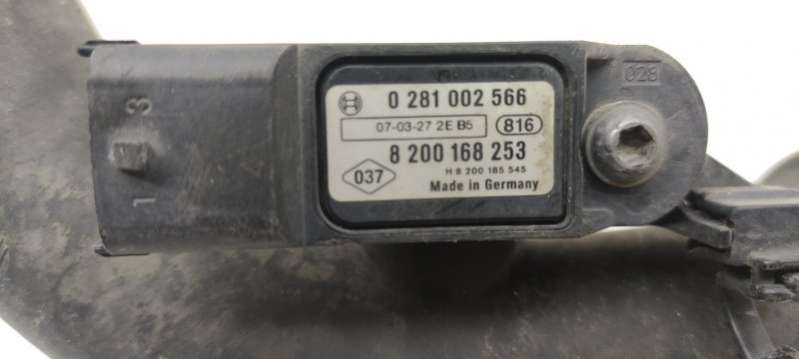 0 281 002 566
07-03-27 2E B5 816
8 200 168 253
037
H 8 200 185 545
Made in Germany
028
3
1